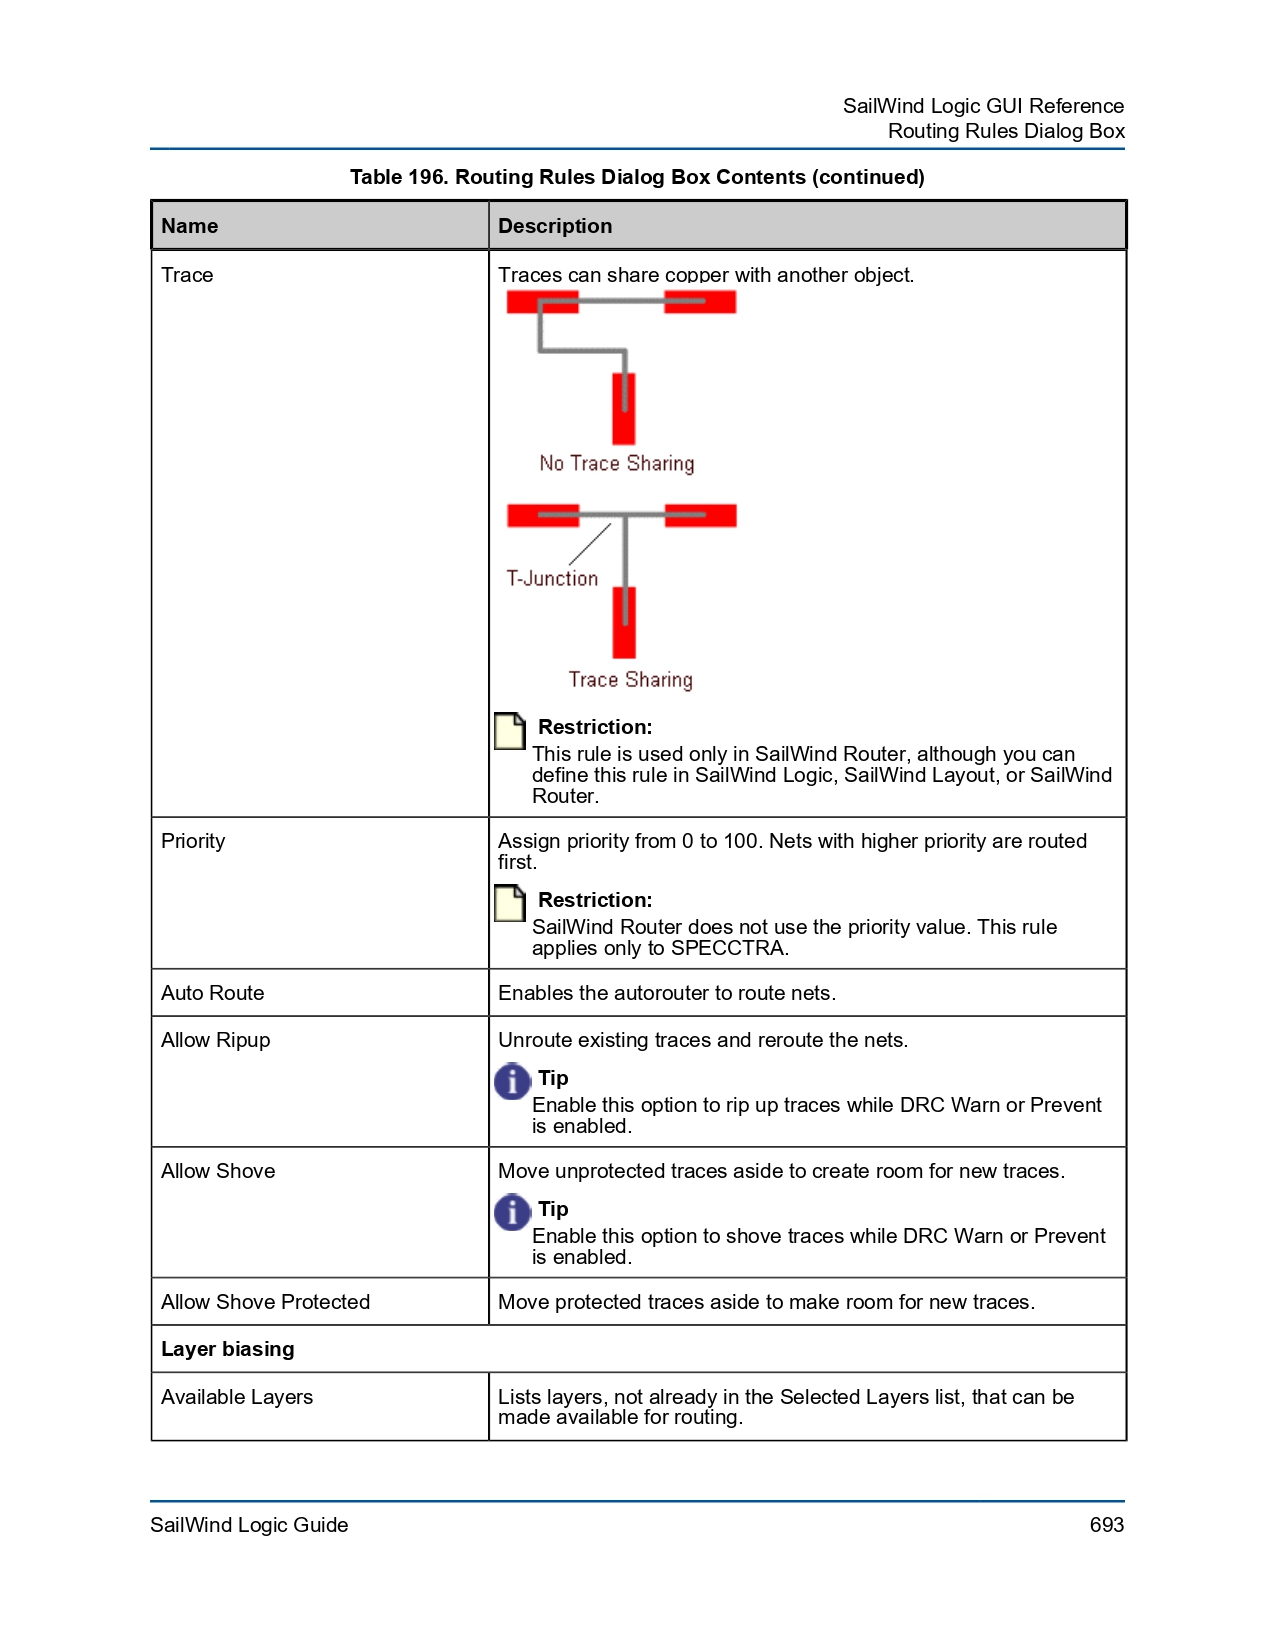 SailWind Logic GUI Reference
Routing Rules Dialog Box
Table 196. Routing Rules Dialog Box Contents (continued)
Name
Description
Trace
Traces can share copper with another object.
No Trace Sharing
T-Junction
Trace Sharing
Restriction:
This rule is used only in SailWind Router, although you can
define this rule in SailWind Logic, SailWind Layout, or SailWind
Router.
Priority
Assign priority from 0 to 100. Nets with higher priority are routed
first.
Restriction:
SailWind Router does not use the priority value. This rule
applies only to SPECCTRA.
Auto Route
Enables the autorouter to route nets.
Allow Ripup
Unroute existing traces and reroute the nets.
Tip
Enable this option to rip up traces while DRC Warn or Prevent
is enabled.
Allow Shove
Move unprotected traces aside to create room for new traces.
Tip
Enable this option to shove traces while DRC Warn or Prevent
is enabled.
Allow Shove Protected
Move protected traces aside to make room for new traces.
Layer biasing
Available Layers
Lists layers, not already in the Selected Layers list, that can be
made available for routing.
SailWind Logic Guide
693